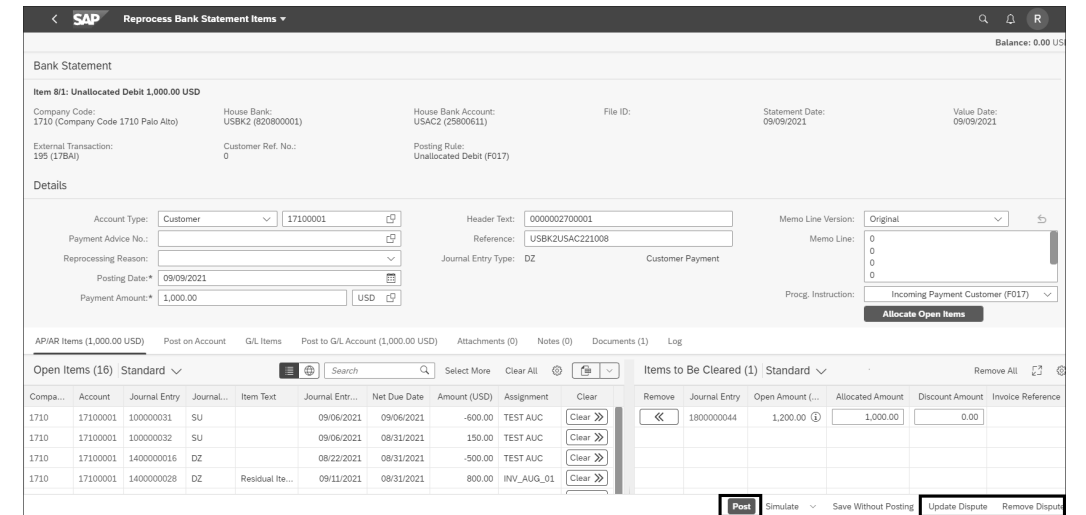 SAP Reprocess Bank Statement Items R
Balance: 0.00 US
Bank Statement
Item 8/1: Unallocated Debit 1,000.00 USD
Company Code: House Bank: House Bank Account: File ID: Statement Date: Value Date:
1710 (Company Code 1710 Palo Alto) USBK2 (820800001) USAC2 (25800611) 09/09/2021 09/09/2021
External Transaction: Customer Ref. No.: Posting Rule:
195 (17BAI) 0 Unallocated Debit (F017)
Details
Account Type: Customer 17100001 Header Text: 0000002700001 Memo Line Version: Original
Payment Advice No.: Reference: USBK2USAC221008 Memo Line: 0
0
0
0
Reprocessing Reason: Journal Entry Type: DZ Customer Payment
Posting Date:* 09/09/2021
Payment Amount:* 1,000.00 USD Procg. Instruction: Incoming Payment Customer (F017)
Allocate Open Items
AP/AR Items (1,000.00 USD) Post on Account G/L Items Post to G/L Account (1,000.00 USD) Attachments (0) Notes (0) Documents (1) Log
Open Items (16) Standard Search Select More Clear All Items to Be Cleared (1) Standard Remove All
Compa... Account Journal Entry Journal... Item Text Journal Entr... Net Due Date Amount (USD) Assignment Clear Remove Journal Entry Open Amount (... Allocated Amount Discount Amount Invoice Reference
1710 17100001 100000031 SU 09/06/2021 09/06/2021 -600.00 TEST AUC Clear 1800000044 1,200.00 1,000.00 0.00
1710 17100001 100000032 SU 09/06/2021 08/31/2021 150.00 TEST AUC Clear
1710 17100001 1400000016 DZ 08/22/2021 08/31/2021 -500.00 TEST AUC Clear
1710 17100001 1400000028 DZ Residual Ite... 09/11/2021 08/31/2021 800.00 INV_AUG_01 Clear
Post Simulate Save Without Posting Update Dispute Remove Dispute